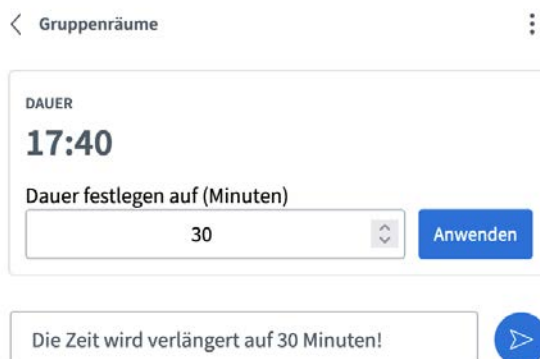 Gruppenräume
DAUER
17:40
Dauer festlegen auf (Minuten)
30 Anwenden
Die Zeit wird verlängert auf 30 Minuten!